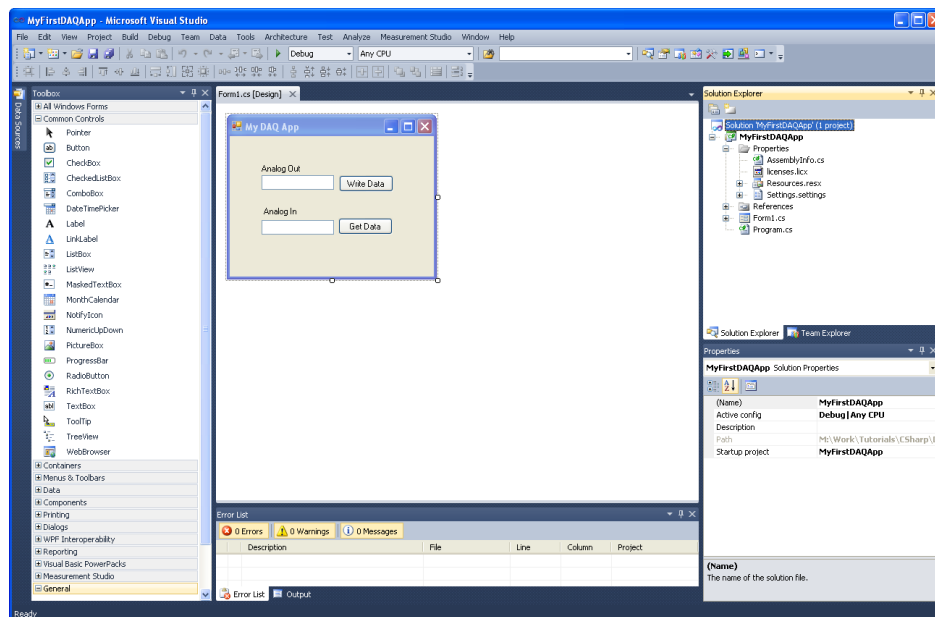 MyFirstDAQApp - Microsoft Visual Studio
File Edit View Project Build Debug Team Data Tools Architecture Test Analyze Measurement Studio Window Help
Debug Any CPU
Data Sources
Toolbox
All Windows Forms
Common Controls
Pointer
Button
CheckBox
CheckedListBox
ComboBox
DateTimePicker
Label
LinkLabel
ListBox
ListView
MaskedTextBox
MonthCalendar
NotifyIcon
NumericUpDown
PictureBox
ProgressBar
RadioButton
RichTextBox
TextBox
ToolTip
TreeView
WebBrowser
Containers
Menus & Toolbars
Data
Components
Printing
Dialogs
WPF Interoperability
Reporting
Visual Basic PowerPacks
Measurement Studio
General
Form1.cs [Design]
My DAQ App
Analog Out
Write Data
Analog In
Get Data
Error List
0 Errors 0 Warnings 0 Messages
Description File Line Column Project
Error List Output
Solution Explorer
Solution 'MyFirstDAQApp' (1 project)
MyFirstDAQApp
Properties
AssemblyInfo.cs
licenses.licx
Resources.resx
Settings.settings
References
Form1.cs
Program.cs
Solution Explorer Team Explorer
Properties
MyFirstDAQApp Solution Properties
(Name) MyFirstDAQApp
Active config Debug|Any CPU
Description
Path M:\Work\Tutorials\CSharp\
Startup project MyFirstDAQApp
(Name)
The name of the solution file.
Ready